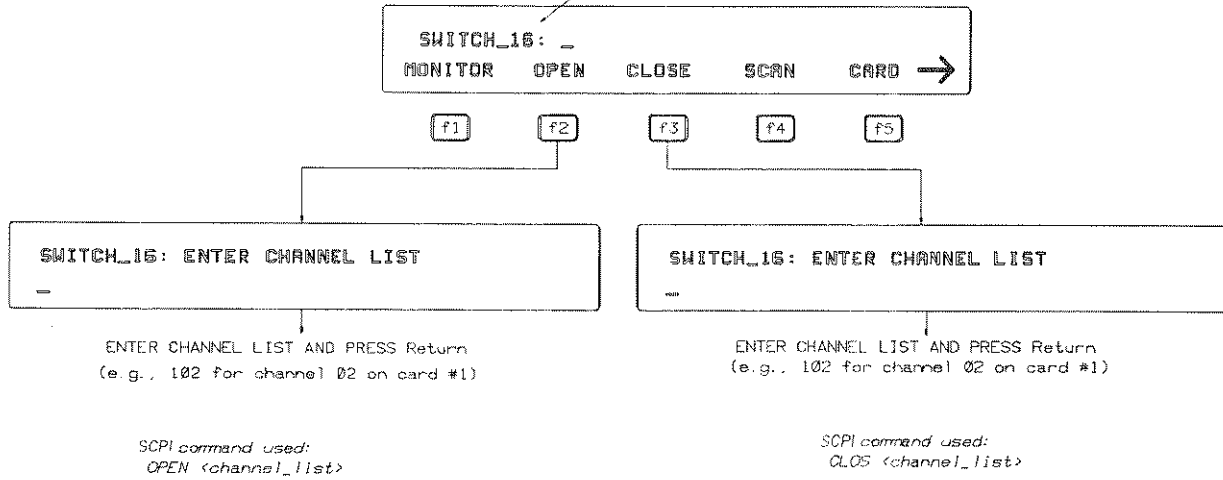 SWITCH_16: _
MONITOR OPEN CLOSE SCAN CARD →
f1 f2 f3 f4 f5
SWITCH_16: ENTER CHANNEL LIST
_
ENTER CHANNEL LIST AND PRESS Return
(e.g., 102 for channel 02 on card #1)
SCPI command used:
OPEN <channel_list>
SWITCH_16: ENTER CHANNEL LIST
_
ENTER CHANNEL LIST AND PRESS Return
(e.g., 102 for channel 02 on card #1)
SCPI command used:
CLOS <channel_list>